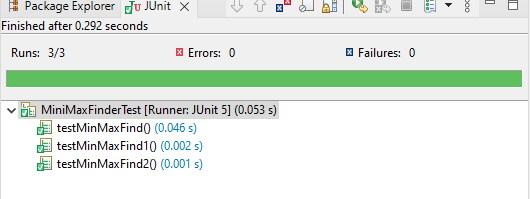 Package Explorer JUnit
Finished after 0.292 seconds
Runs: 3/3 Errors: 0 Failures: 0
MiniMaxFinderTest [Runner: JUnit 5] (0.053 s)
testMinMaxFind() (0.046 s)
testMinMaxFind1() (0.002 s)
testMinMaxFind2() (0.001 s)